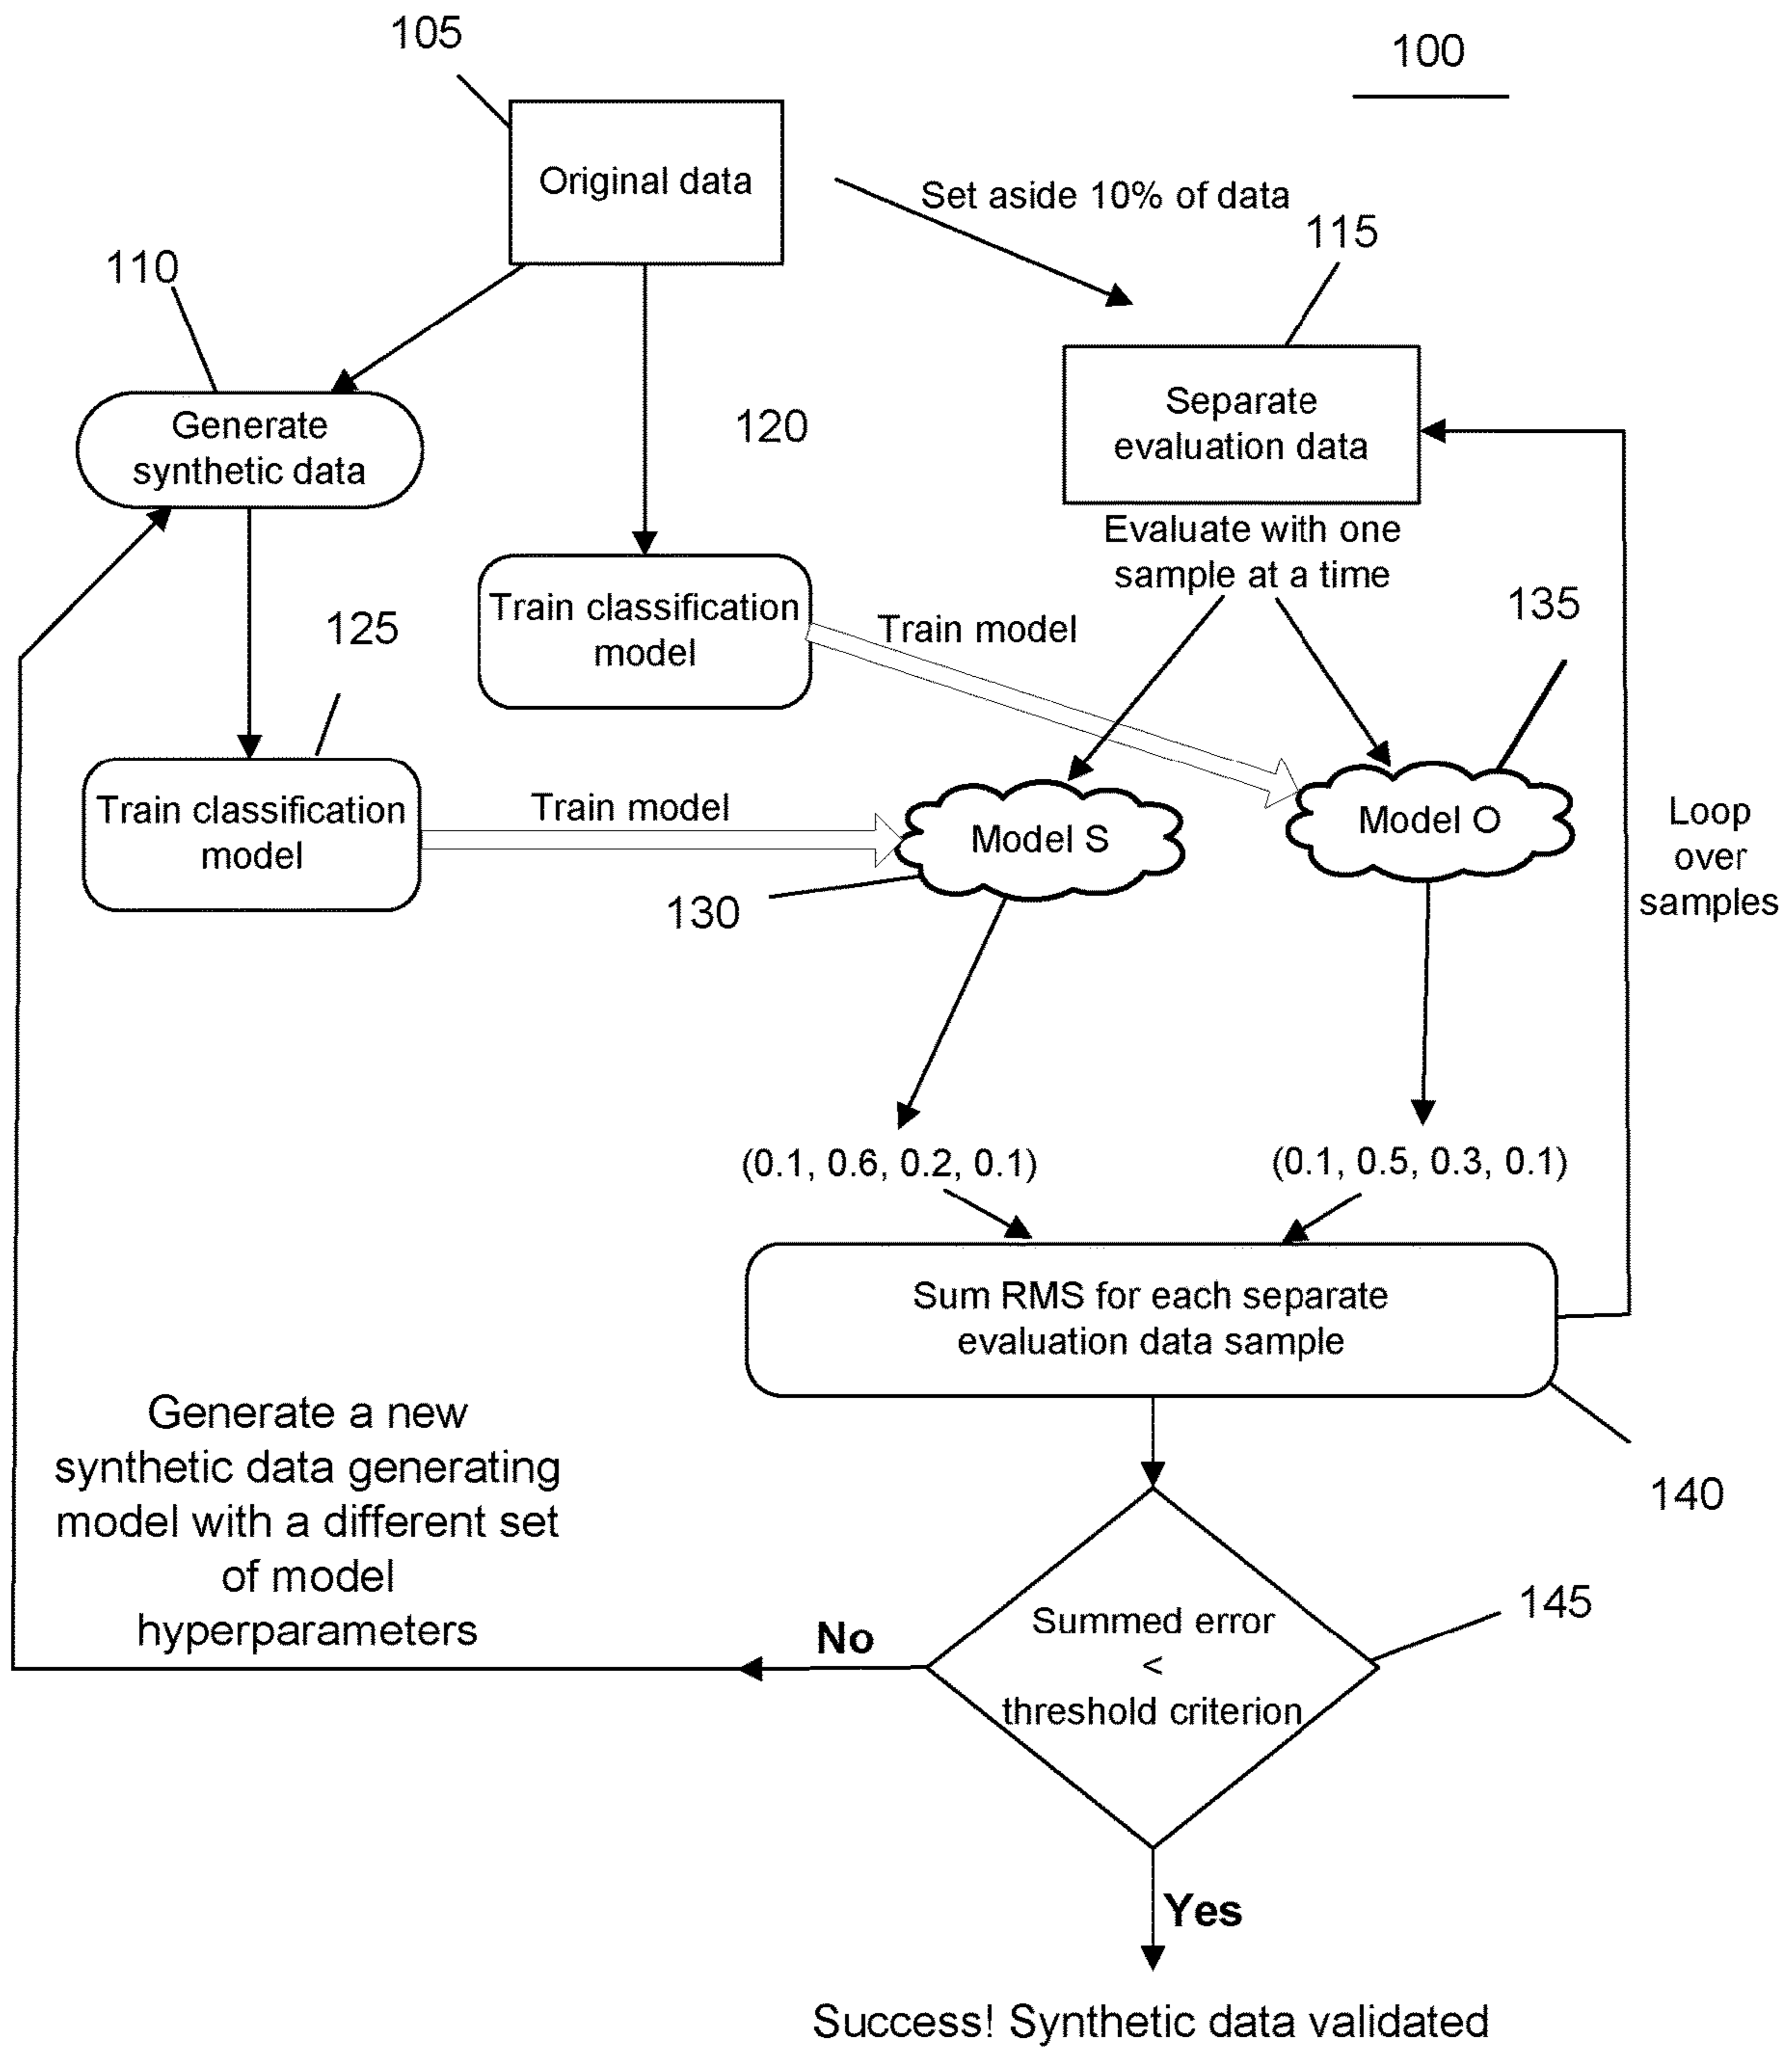 105
100
Original data
Set aside 10% of data
115
110
Generate
synthetic data
120
Separate
evaluation data
Evaluate with one
sample at a time
135
Train classification
model
Train model
125
Train classification
model
Train model
Model S
Model O
130
Loop
over
samples
(0.1, 0.6, 0.2, 0.1)
(0.1, 0.5, 0.3, 0.1)
Sum RMS for each separate
evaluation data sample
140
Generate a new
synthetic data generating
model with a different set
of model
hyperparameters
No
Summed error
<
threshold criterion
145
Yes
Success! Synthetic data validated